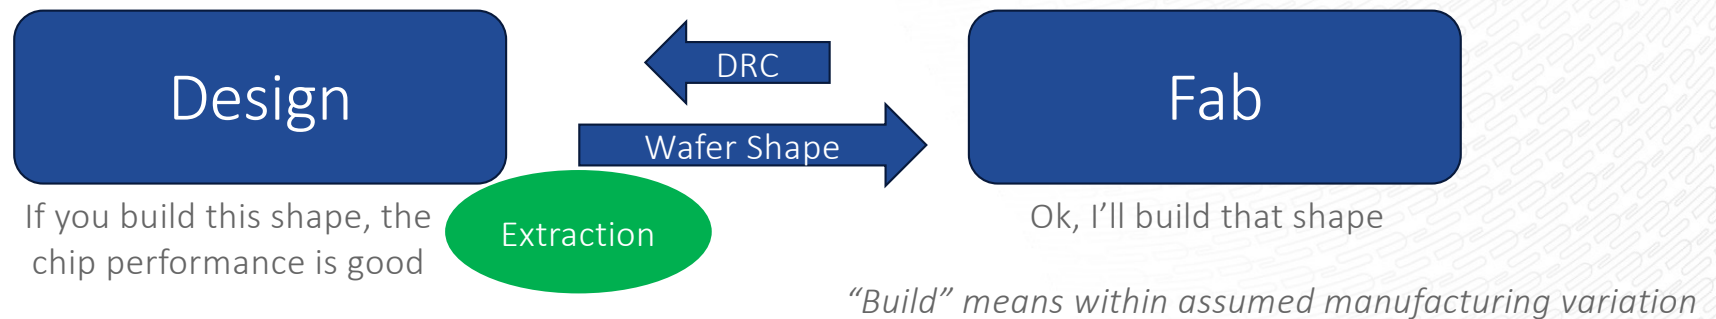 Design
DRC
Wafer Shape
Fab
If you build this shape, the
chip performance is good
Extraction
Ok, I’ll build that shape
“Build” means within assumed manufacturing variation